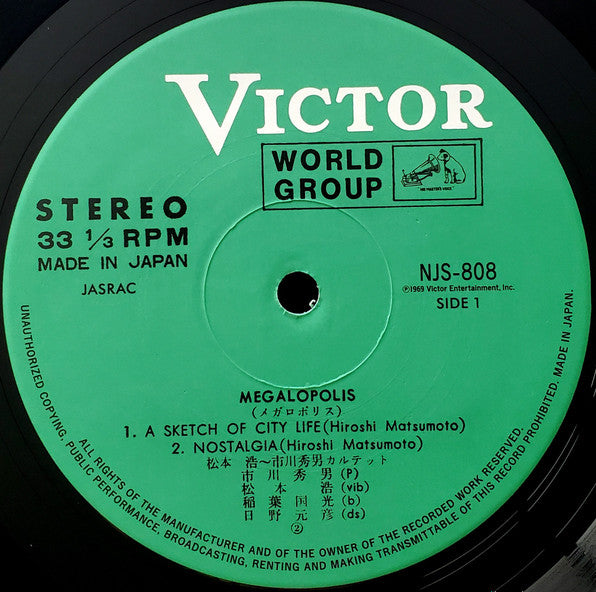 VICTOR
WORLD
GROUP
HIS MASTER'S VOICE
STEREO
33 1/3 RPM
MADE IN JAPAN
JASRAC
NJS-808
Ⓟ1969 Victor Entertainment, Inc.
SIDE 1
MEGALOPOLIS
(メガロポリス)
1. A SKETCH OF CITY LIFE(Hiroshi Matsumoto)
2. NOSTALGIA(Hiroshi Matsumoto)
松本 浩〜市川秀男カルテット
市川秀男(P)
松本 浩(vib)
稲葉国光(b)
日野元彦(ds)
②
UNAUTHORIZED COPYING, PUBLIC PERFORMANCE, BROADCASTING, RENTING AND MAKING TRANSMITTABLE OF THIS RECORD PROHIBITED. MADE IN JAPAN.
ALL RIGHTS OF THE MANUFACTURER AND OF THE OWNER OF THE RECORDED WORK RESERVED.